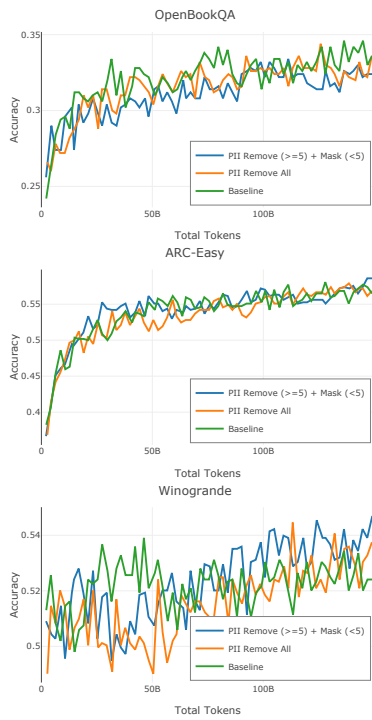 OpenBookQA
0.35
0.3
0.25
Accuracy
PII Remove (>=5) + Mask (<5)
PII Remove All
Baseline
0
50B
100B
Total Tokens
ARC-Easy
0.55
0.5
0.45
0.4
Accuracy
PII Remove (>=5) + Mask (<5)
PII Remove All
Baseline
0
50B
100B
Total Tokens
Winogrande
0.54
0.52
0.5
Accuracy
PII Remove (>=5) + Mask (<5)
PII Remove All
Baseline
0
50B
100B
Total Tokens